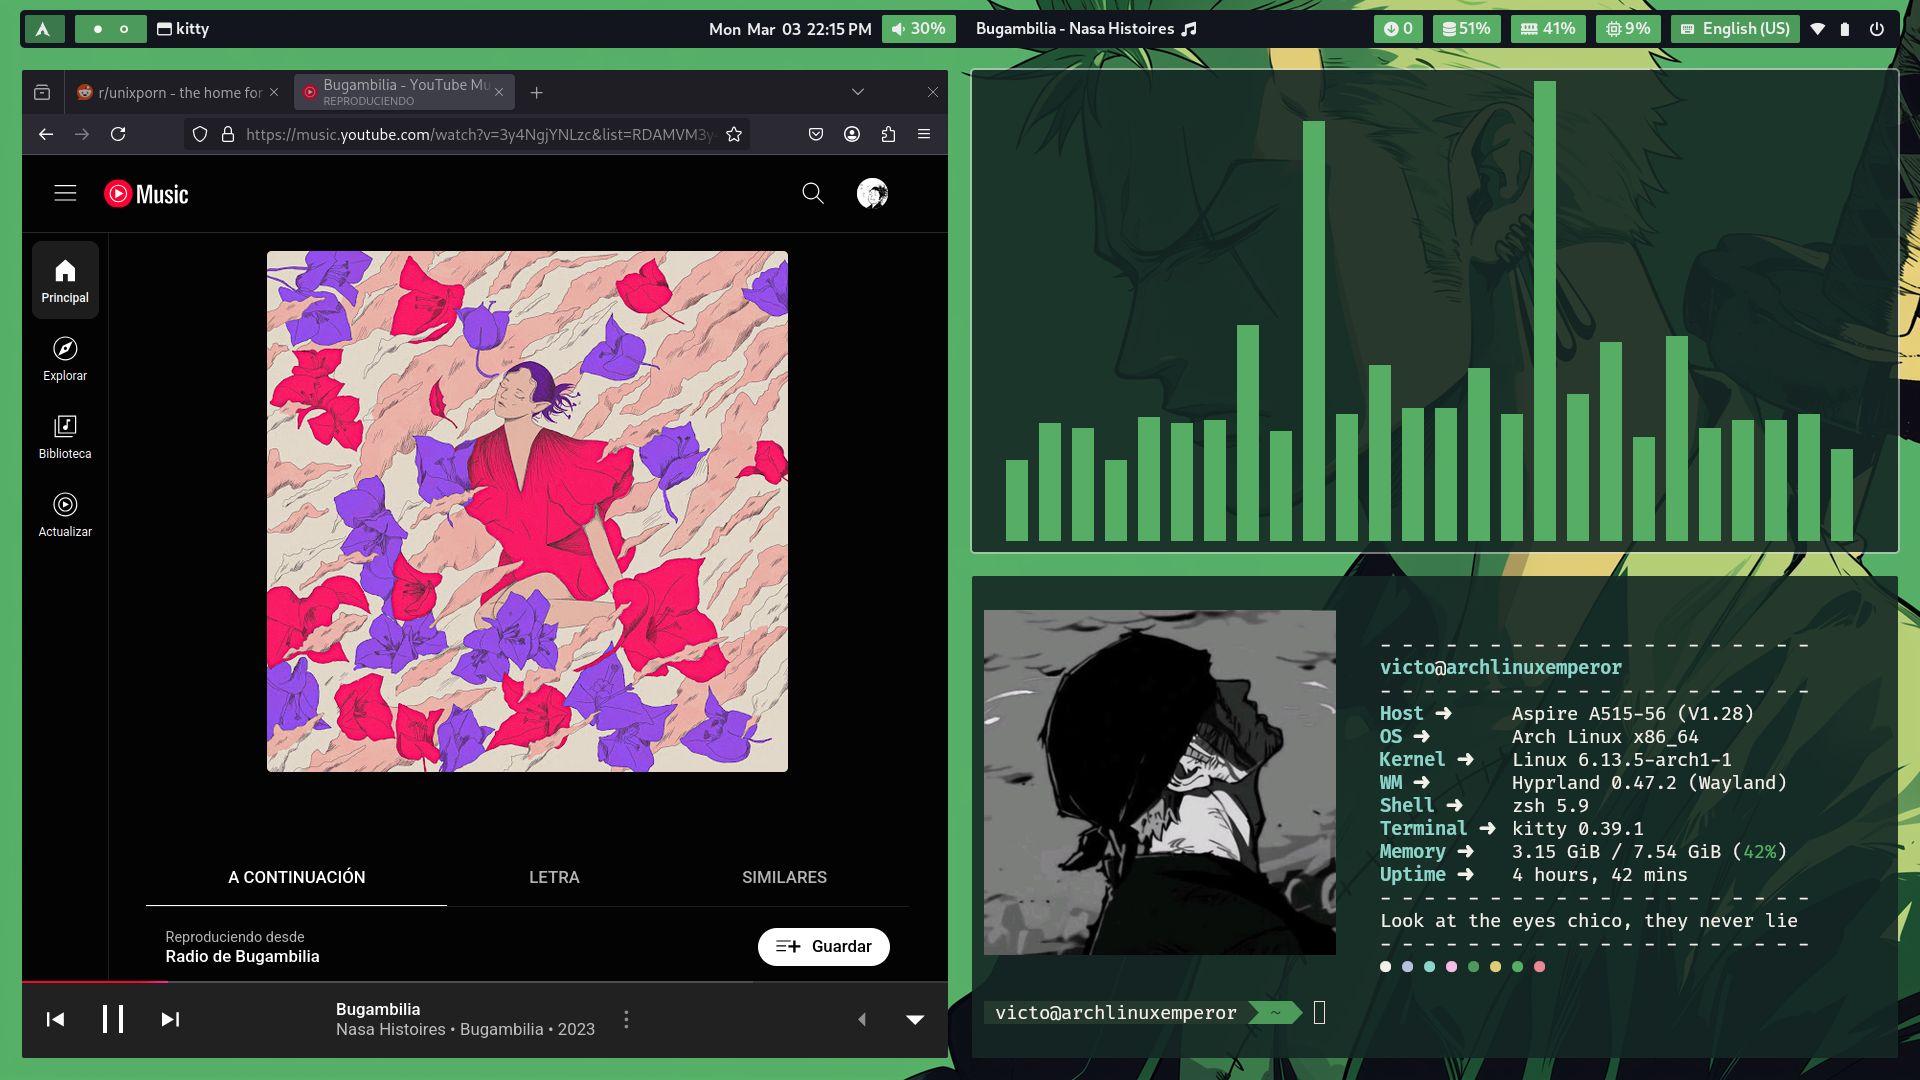 kitty
Mon Mar 03 22:15 PM
30%
Bugambilia - Nasa Histoires
0
51%
41%
9%
English (US)
r/unixporn - the home for
Bugambilia - YouTube Mu
REPRODUCIENDO
https://music.youtube.com/watch?v=3y4NgjYNLzc&list=RDAMVM3y
Music
Principal
Explorar
Biblioteca
Actualizar
A CONTINUACIÓN
LETRA
SIMILARES
Reproduciendo desde
Radio de Bugambilia
Guardar
Bugambilia
Nasa Histoires • Bugambilia • 2023
- - - - - - - - - - - - - - - - - - - -
victo@archlinuxemperor
- - - - - - - - - - - - - - - - - - - -
Host ➜ Aspire A515-56 (V1.28)
OS ➜ Arch Linux x86_64
Kernel ➜ Linux 6.13.5-arch1-1
WM ➜ Hyprland 0.47.2 (Wayland)
Shell ➜ zsh 5.9
Terminal ➜ kitty 0.39.1
Memory ➜ 3.15 GiB / 7.54 GiB (42%)
Uptime ➜ 4 hours, 42 mins
- - - - - - - - - - - - - - - - - - - -
Look at the eyes chico, they never lie
- - - - - - - - - - - - - - - - - - - -
victo@archlinuxemperor ~